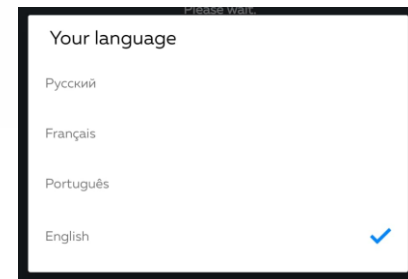 Please wait.
Your language
Русский
Français
Português
English